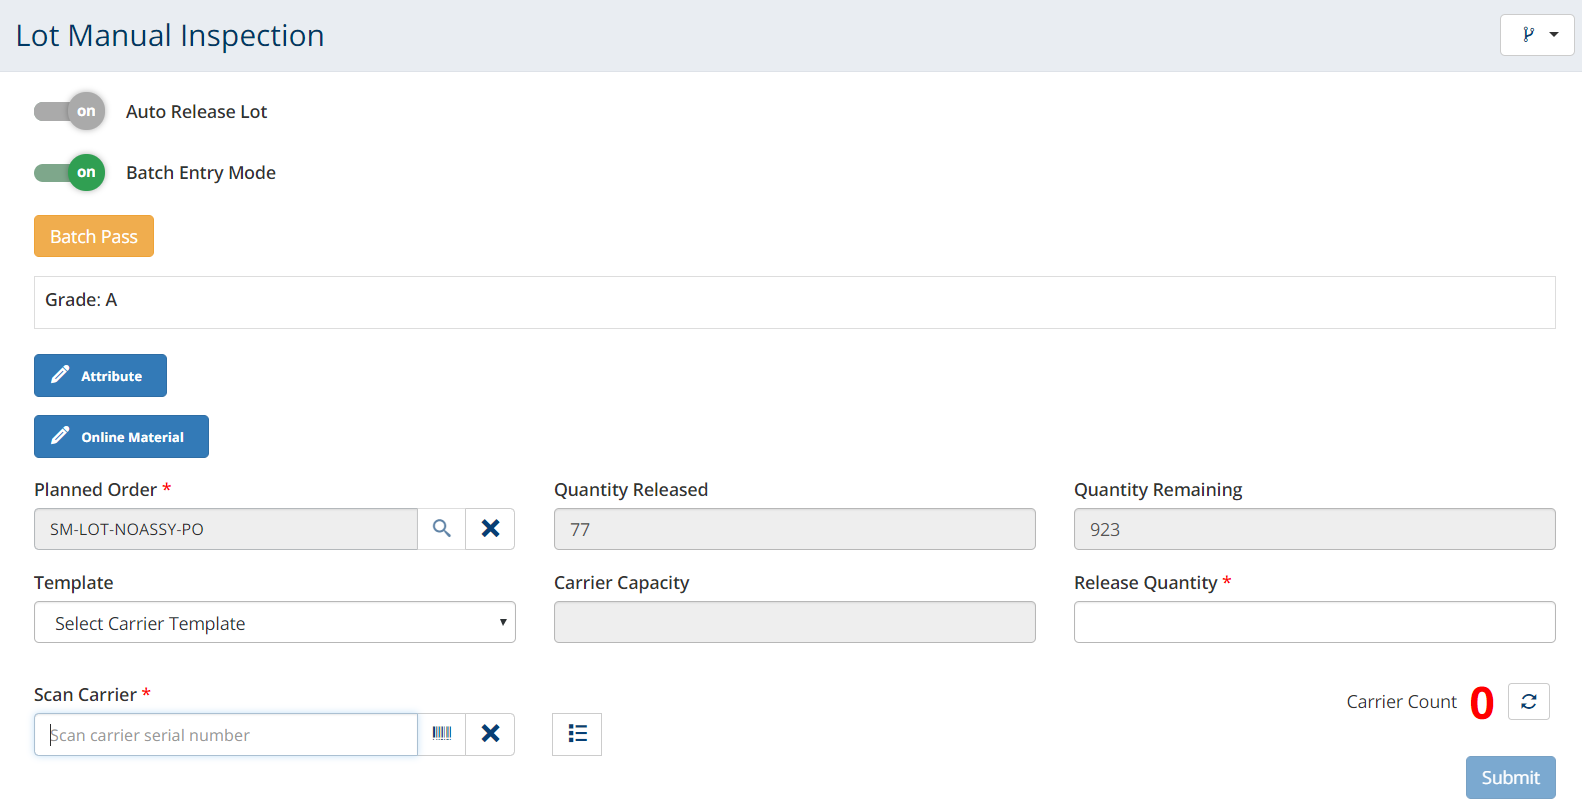 Lot Manual Inspection
on Auto Release Lot
on Batch Entry Mode
Batch Pass
Grade: A
Attribute
Online Material
Planned Order * Quantity Released Quantity Remaining
SM-LOT-NOASSY-PO 77 923
Template Carrier Capacity Release Quantity *
Select Carrier Template
Scan Carrier * Carrier Count 0
Scan carrier serial number
Submit